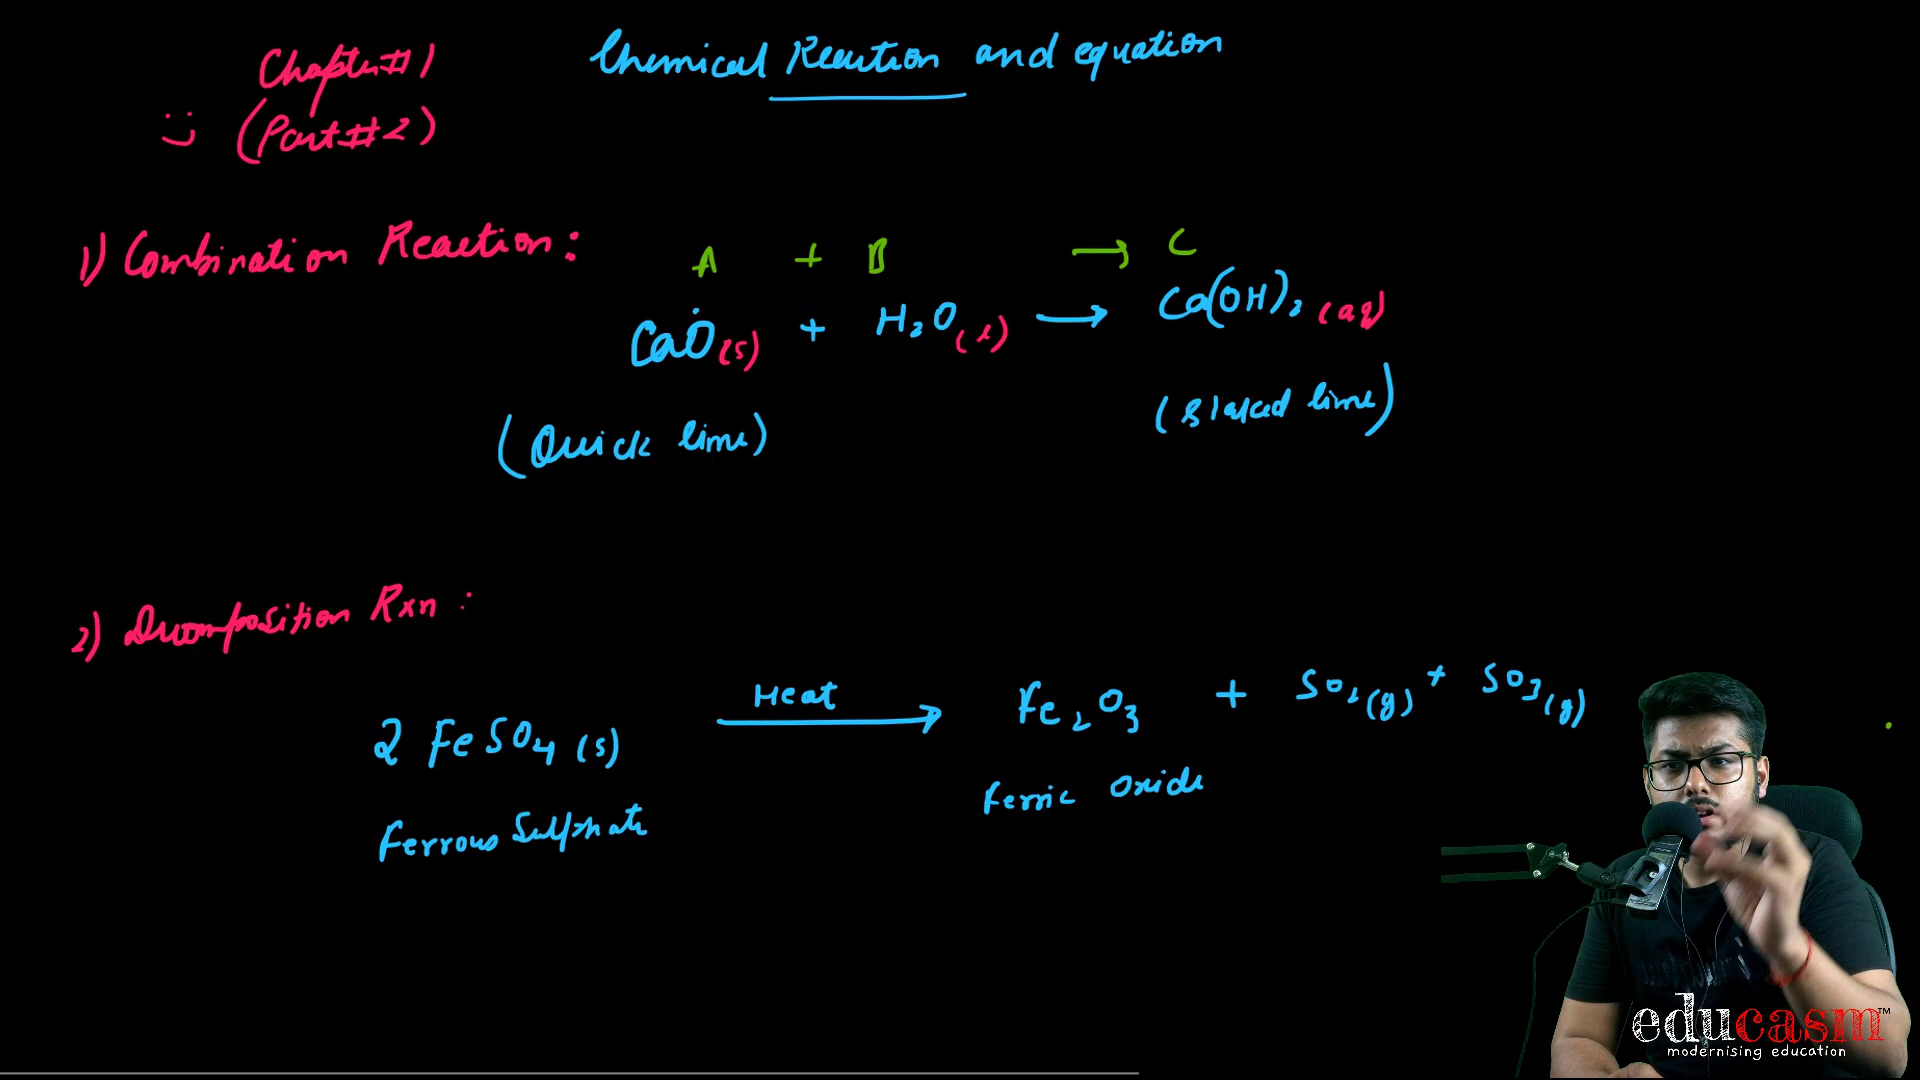 Chapter # 1
Chemical Reaction and equation
:) (Part # 2)
1) Combination Reaction :
A + B → C
CaO(s) + H₂O(l) → Ca(OH)₂ (aq)
(Quick lime)
(Slaked lime)
2) Decomposition Rxn :
2 FeSO₄ (s) Heat → Fe₂O₃ + SO₂(g) + SO₃(g)
Ferrous Sulphate
Ferric Oxide
educasm™
modernising education